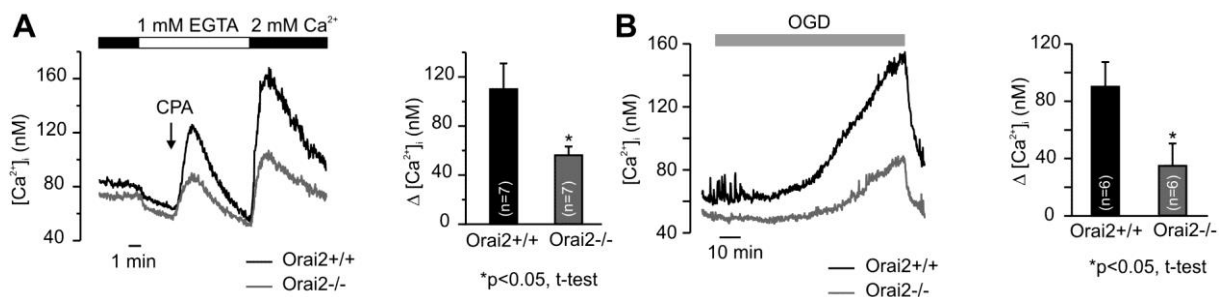 A
1 mM EGTA 2 mM Ca²⁺
160
120
80
40
[Ca²⁺]ᵢ (nM)
CPA
1 min
Orai2+/+
Orai2-/-
120
80
40
0
Δ [Ca²⁺]ᵢ (nM)
(n=7)
(n=7)
*
Orai2+/+ Orai2-/-
*p<0.05, t-test
B
OGD
160
120
80
40
[Ca²⁺]ᵢ (nM)
10 min
Orai2+/+
Orai2-/-
120
80
40
0
Δ [Ca²⁺]ᵢ (nM)
(n=6)
(n=6)
*
Orai2+/+ Orai2-/-
*p<0.05, t-test